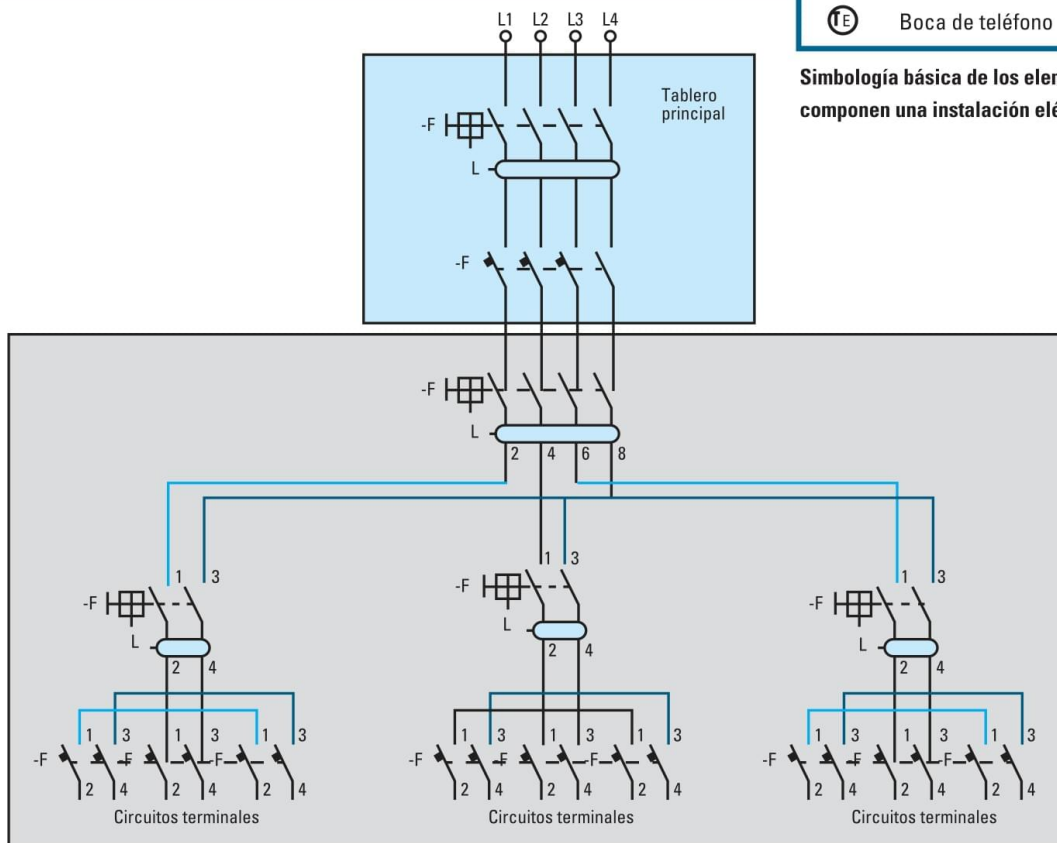 L1 L2 L3 L4
TE Boca de teléfono
Simbología básica de los
componen una instalación
Tablero
principal
-F
L
-F
-F
L
2 4 6 8
1 3 1 3 1 3
-F -F -F
L L L
2 4 2 4 2 4
1 3 1 3 1 3 1 3 1 3 1 3 1 3 1 3 1 3
-F -F -F -F -F -F -F -F -F
2 4 2 4 2 4 2 4 2 4 2 4 2 4 2 4 2 4
Circuitos terminales Circuitos terminales Circuitos terminales